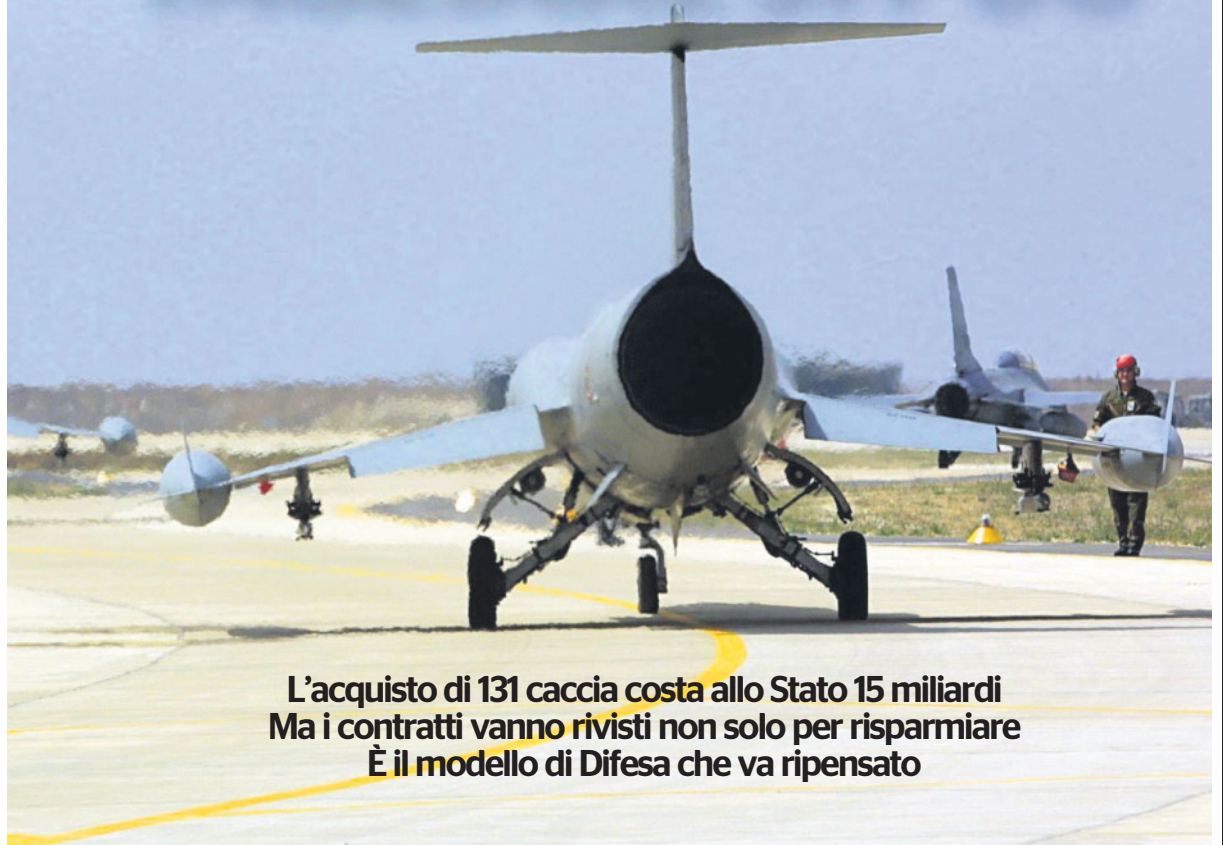 L’acquisto di 131 caccia costa allo Stato 15 miliardi
Ma i contratti vanno rivisti non solo per risparmiare
È il modello di Difesa che va ripensato